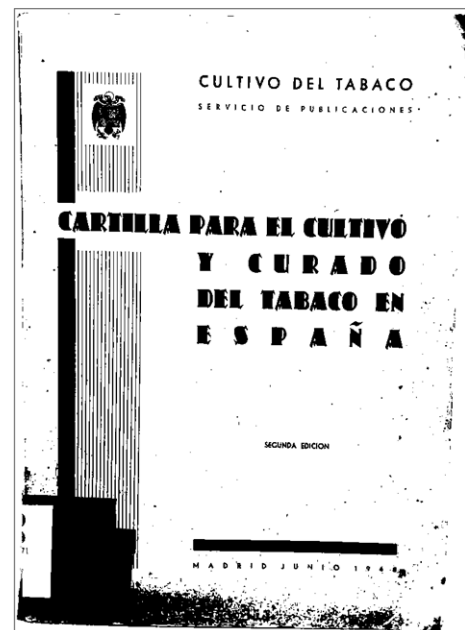 CULTIVO DEL TABACO
SERVICIO DE PUBLICACIONES
CARTILLA PARA EL CULTIVO
Y CURADO
DEL TABACO EN
ESPAÑA
SEGUNDA EDICION
MADRID JUNIO
71